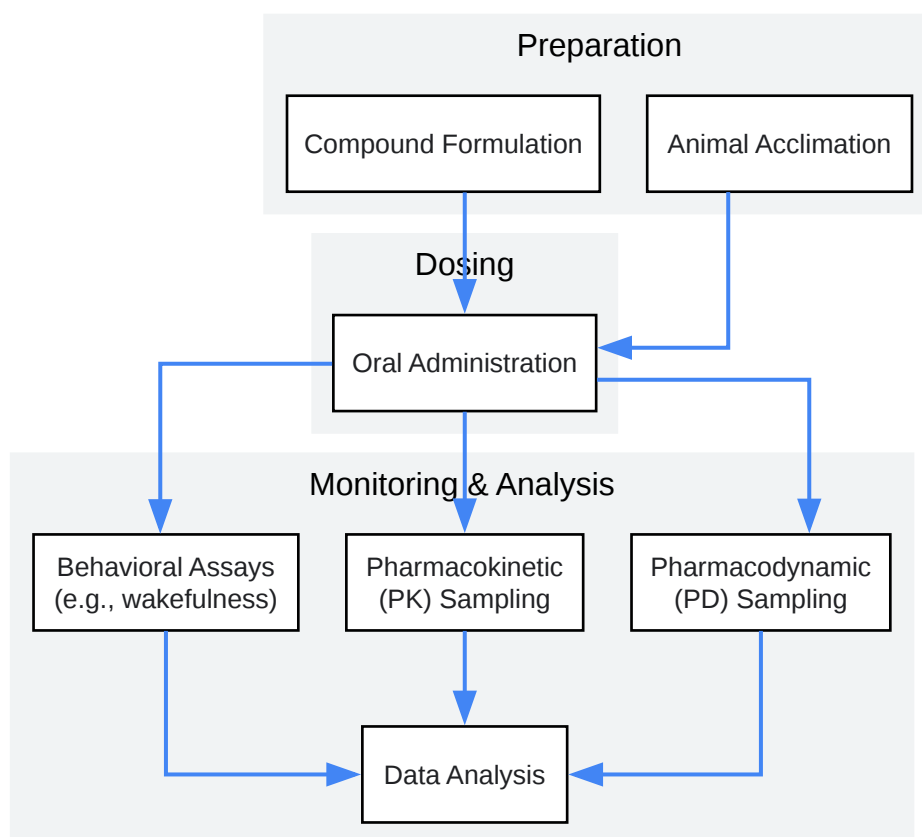 Preparation
Compound Formulation
Animal Acclimation
Dosing
Oral Administration
Monitoring & Analysis
Behavioral Assays
(e.g., wakefulness)
Pharmacokinetic
(PK) Sampling
Pharmacodynamic
(PD) Sampling
Data Analysis